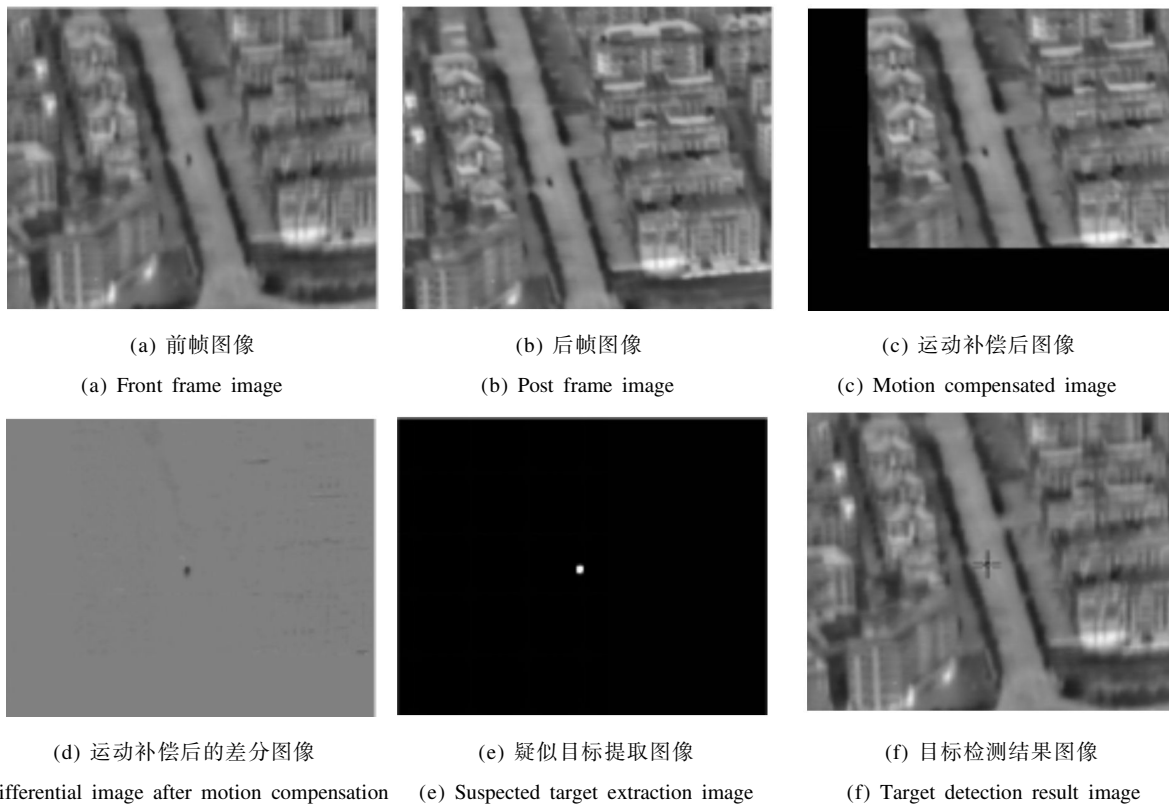 (a) 前帧图像
(b) 后帧图像
(c) 运动补偿后图像
(a) Front frame image
(b) Post frame image
(c) Motion compensated image
(d) 运动补偿后的差分图像
(e) 疑似目标提取图像
(f) 目标检测结果图像
ifferential image after motion compensation
(e) Suspected target extraction image
(f) Target detection result image